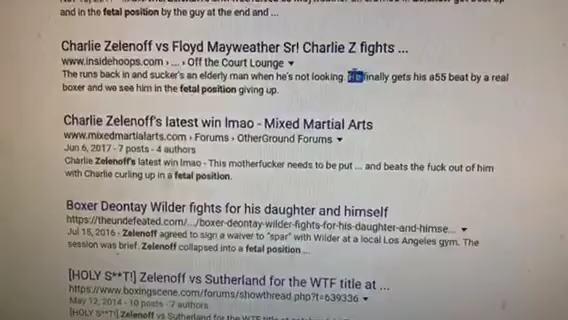 and in the fetal position by the guy at the end and ...
Charlie Zelenoff vs Floyd Mayweather Sr! Charlie Z fights ...
www.insidehoops.com › ... › Off the Court Lounge ▼
The runs back in and sucker's an elderly man when he's not looking. He finally gets his a55 beat by a real
boxer and we see him in the fetal position giving up.
Charlie Zelenoff's latest win lmao - Mixed Martial Arts
www.mixedmartialarts.com › Forums › OtherGround Forums ▼
Jun 6, 2017 - 7 posts - 4 authors
Charlie Zelenoff's latest win lmao - This motherfucker needs to be put ... and beats the fuck out of him
with Charlie curling up in a fetal position.
Boxer Deontay Wilder fights for his daughter and himself
https://theundefeated.com/.../boxer-deontay-wilder-fights-for-his-daughter-and-himse... ▼
Jul 15, 2016 - Zelenoff agreed to sign a waiver to "spar" with Wilder at a local Los Angeles gym. The
session was brief. Zelenoff collapsed into a fetal position ...
[HOLY S**T!] Zelenoff vs Sutherland for the WTF title at ...
https://www.boxingscene.com/forums/showthread.php?t=639336 ▼
May 12, 2014 - 10 posts - 7 authors
[HOLY S**T!] Zelenoff vs Sutherland for the WTF title at